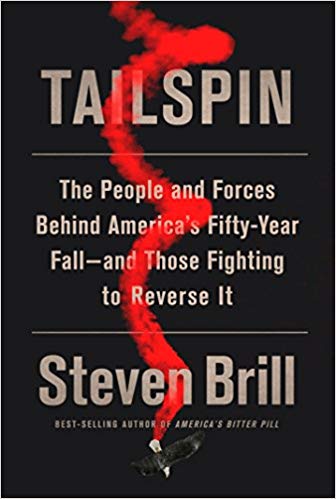 TAILSPIN
The People and Forces
Behind America's Fifty-Year
Fall—and Those Fighting
to Reverse It
Steven Brill
BEST-SELLING AUTHOR OF AMERICA'S BITTER PILL